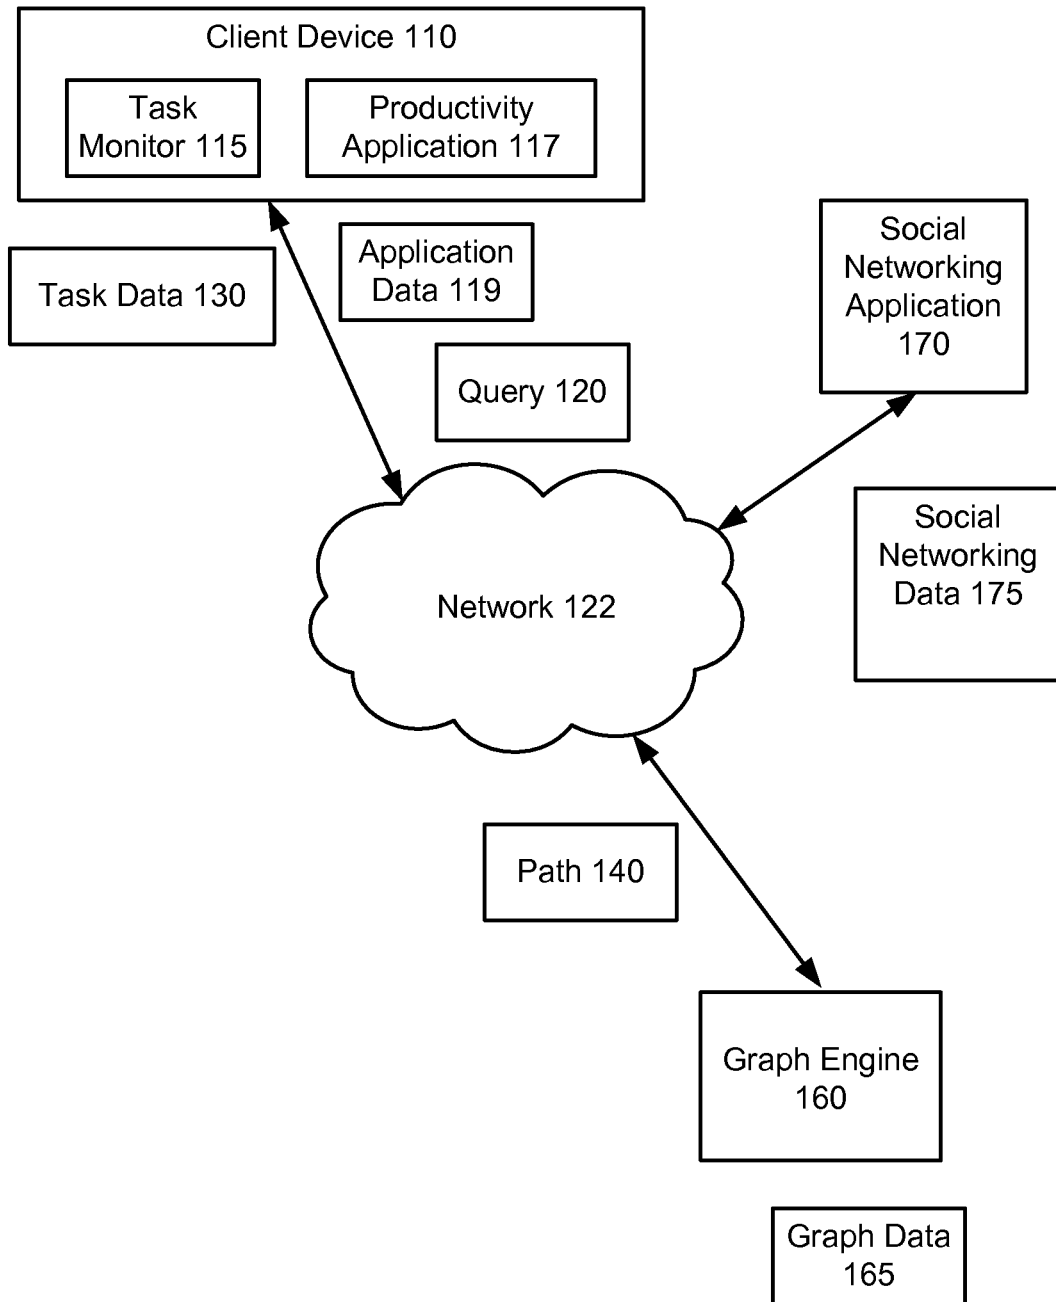 Client Device 110
Task
Monitor 115
Productivity
Application 117
Task Data 130
Application
Data 119
Query 120
Social
Networking
Application
170
Social
Networking
Data 175
Network 122
Path 140
Graph Engine
160
Graph Data
165